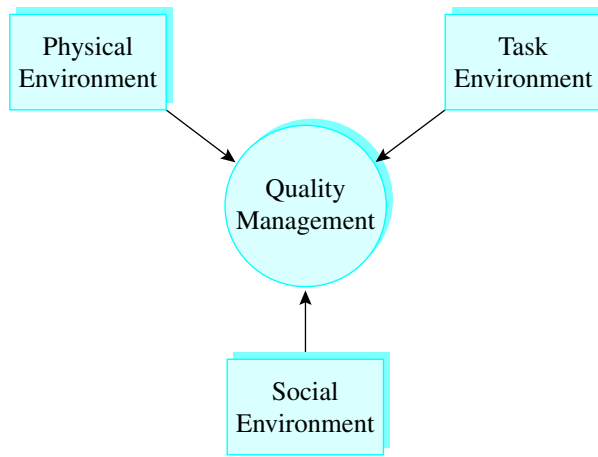 Physical
Environment
Task
Environment
Quality
Management
Social
Environment